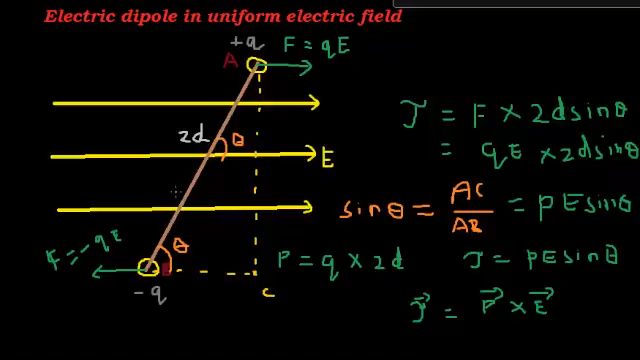 Electric dipole in uniform electric field
+q
F = qE
A
2d
θ
E
θ
F = -qE
-q
C
P = q × 2d
τ = F × 2d sinθ
= qE × 2d sinθ
sinθ = AC/AB = PE sinθ
τ = PE sinθ
τ⃗ = P⃗ × E⃗